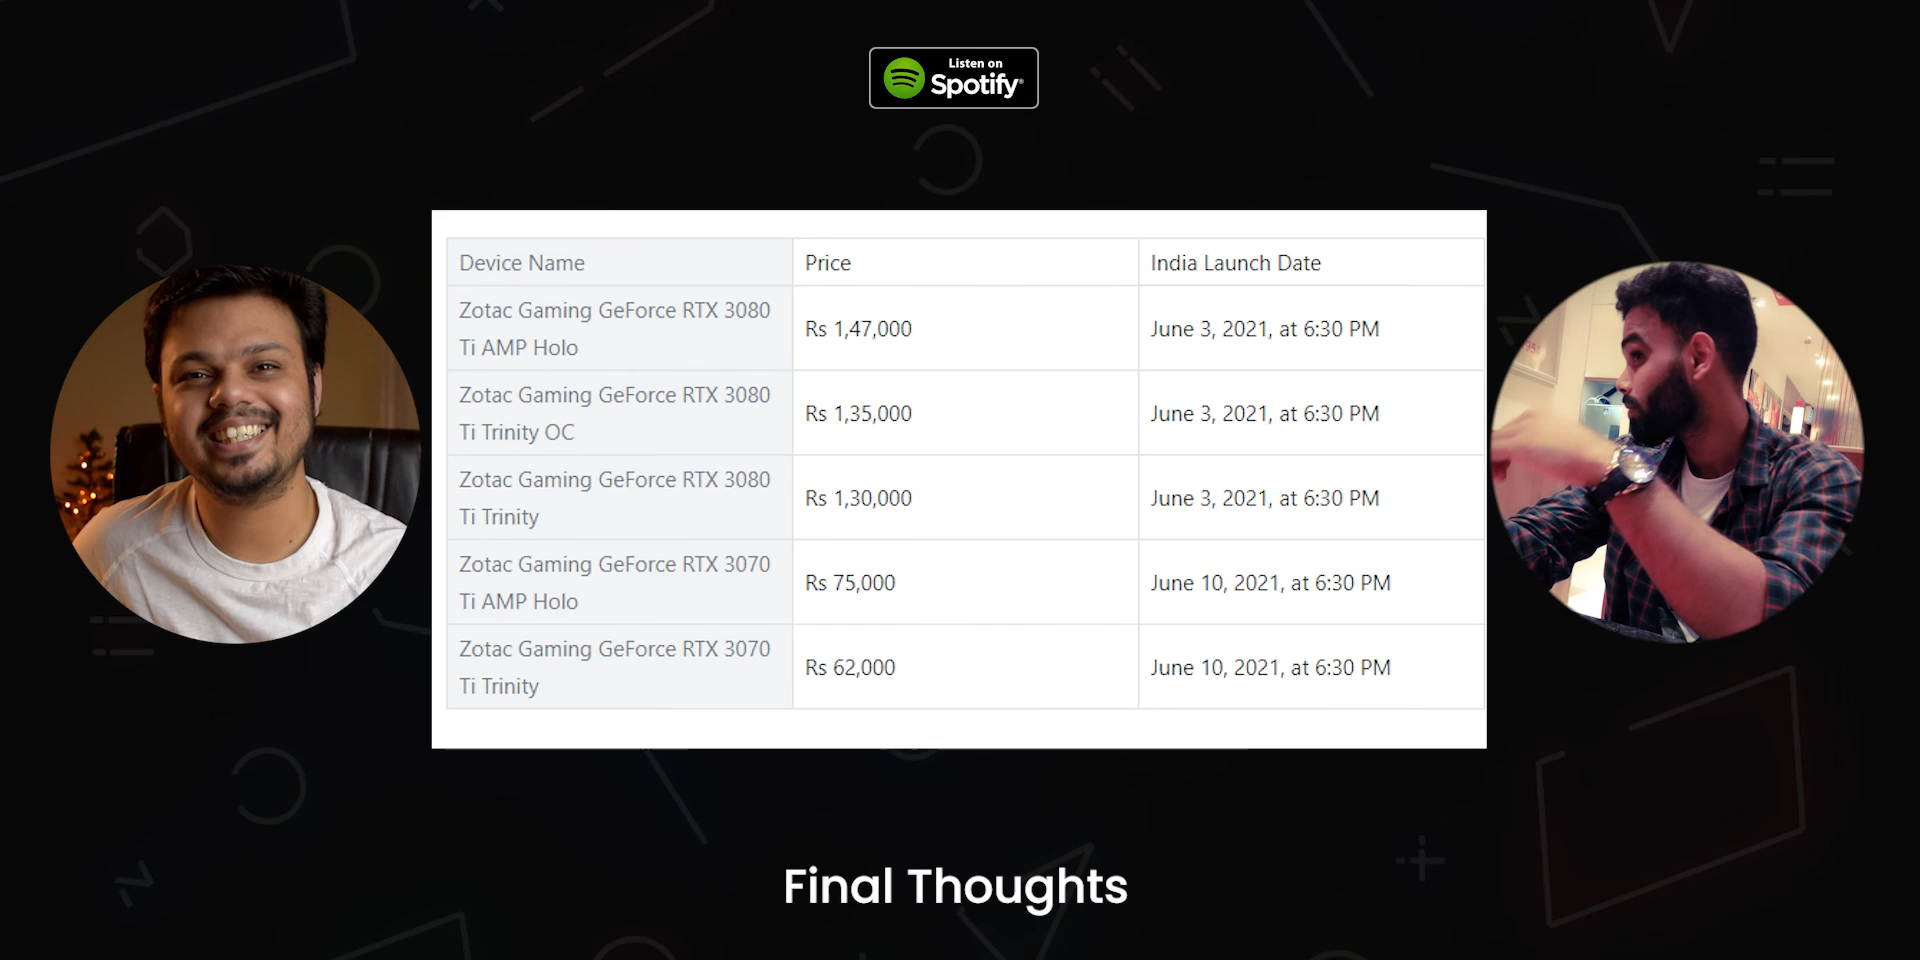 Listen on
Spotify
Device Name Price India Launch Date
Zotac Gaming GeForce RTX 3080
Ti AMP Holo
Rs 1,47,000 June 3, 2021, at 6:30 PM
Zotac Gaming GeForce RTX 3080
Ti Trinity OC
Rs 1,35,000 June 3, 2021, at 6:30 PM
Zotac Gaming GeForce RTX 3080
Ti Trinity
Rs 1,30,000 June 3, 2021, at 6:30 PM
Zotac Gaming GeForce RTX 3070
Ti AMP Holo
Rs 75,000 June 10, 2021, at 6:30 PM
Zotac Gaming GeForce RTX 3070
Ti Trinity
Rs 62,000 June 10, 2021, at 6:30 PM
Final Thoughts